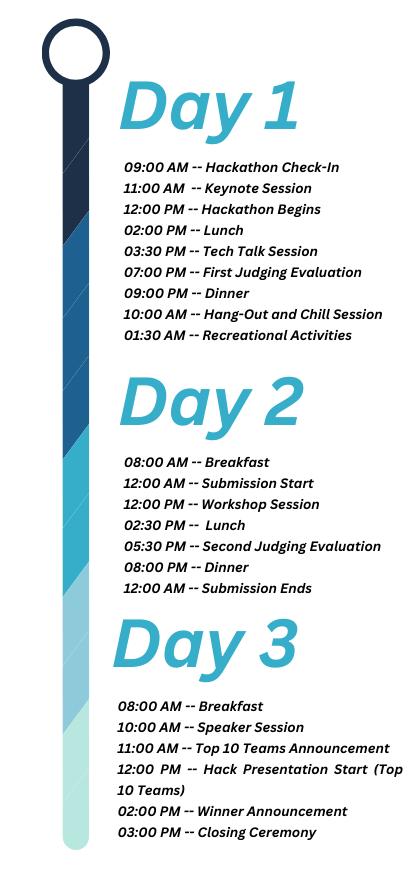 Day 1
09:00 AM -- Hackathon Check-In
11:00 AM -- Keynote Session
12:00 PM -- Hackathon Begins
02:00 PM -- Lunch
03:30 PM -- Tech Talk Session
07:00 PM -- First Judging Evaluation
09:00 PM -- Dinner
10:00 AM -- Hang-Out and Chill Session
01:30 AM -- Recreational Activities
Day 2
08:00 AM -- Breakfast
12:00 AM -- Submission Start
12:00 PM -- Workshop Session
02:30 PM -- Lunch
05:30 PM -- Second Judging Evaluation
08:00 PM -- Dinner
12:00 AM -- Submission Ends
Day 3
08:00 AM -- Breakfast
10:00 AM -- Speaker Session
11:00 AM -- Top 10 Teams Announcement
12:00 PM -- Hack Presentation Start (Top
10 Teams)
02:00 PM -- Winner Announcement
03:00 PM -- Closing Ceremony